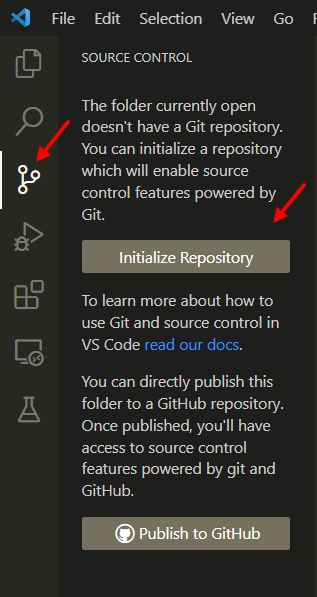 File Edit Selection View Go
SOURCE CONTROL
The folder currently open
doesn't have a Git repository.
You can initialize a repository
which will enable source
control features powered by
Git.
Initialize Repository
To learn more about how to
use Git and source control in
VS Code read our docs.
You can directly publish this
folder to a GitHub repository.
Once published, you'll have
access to source control
features powered by git and
GitHub.
Publish to GitHub